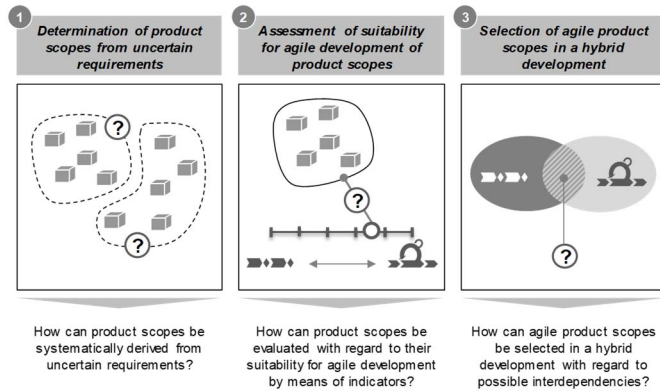 1
Determination of product
scopes from uncertain
requirements
?
?
How can product scopes be
systematically derived from
uncertain requirements?
2
Assessment of suitability
for agile development of
product scopes
?
How can product scopes be
evaluated with regard to their
suitability for agile development
by means of indicators?
3
Selection of agile product
scopes in a hybrid
development
?
How can agile product scopes
be selected in a hybrid
development with regard to
possible interdependencies?